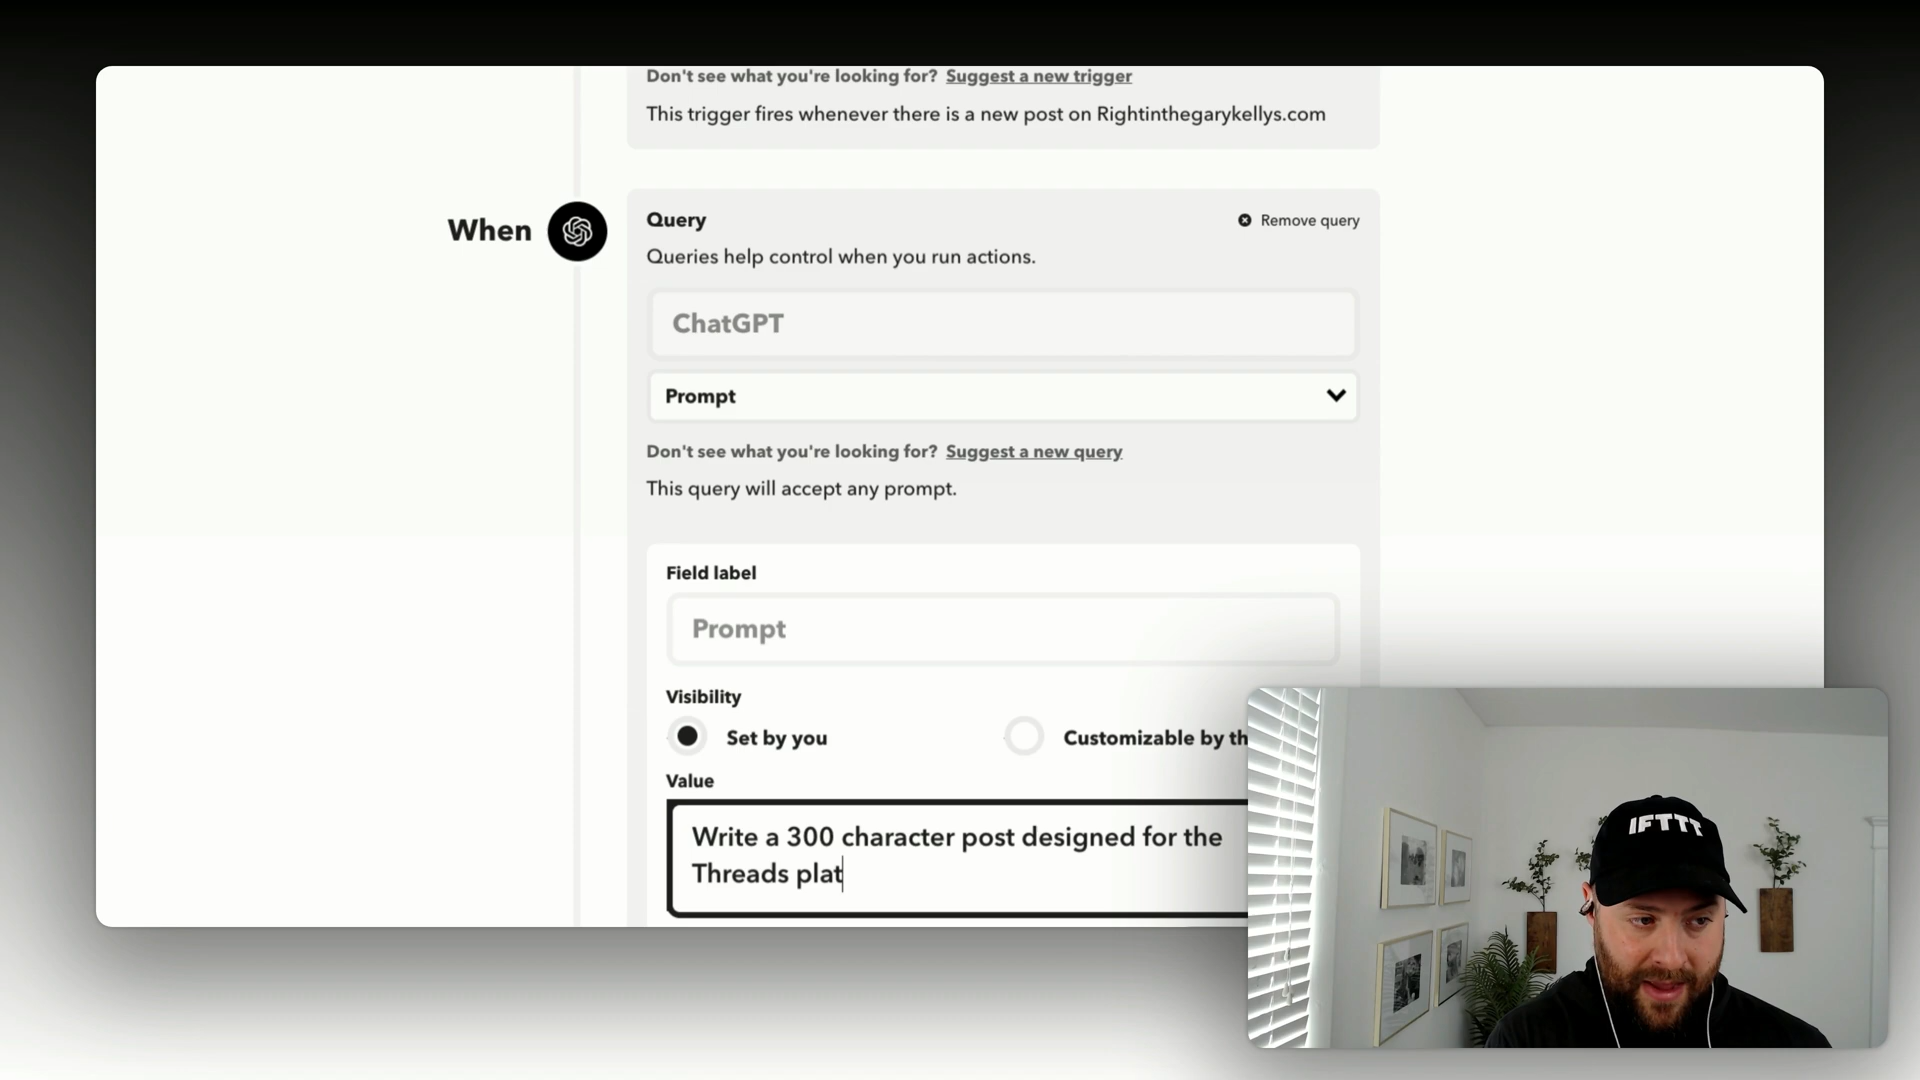 Don't see what you're looking for? Suggest a new trigger
This trigger fires whenever there is a new post on Rightinthegarykellys.com
When
Query
Remove query
Queries help control when you run actions.
ChatGPT
Prompt
Don't see what you're looking for? Suggest a new query
This query will accept any prompt.
Field label
Prompt
Visibility
Set by you
Customizable by th
Value
Write a 300 character post designed for the
Threads plat
IFTTT